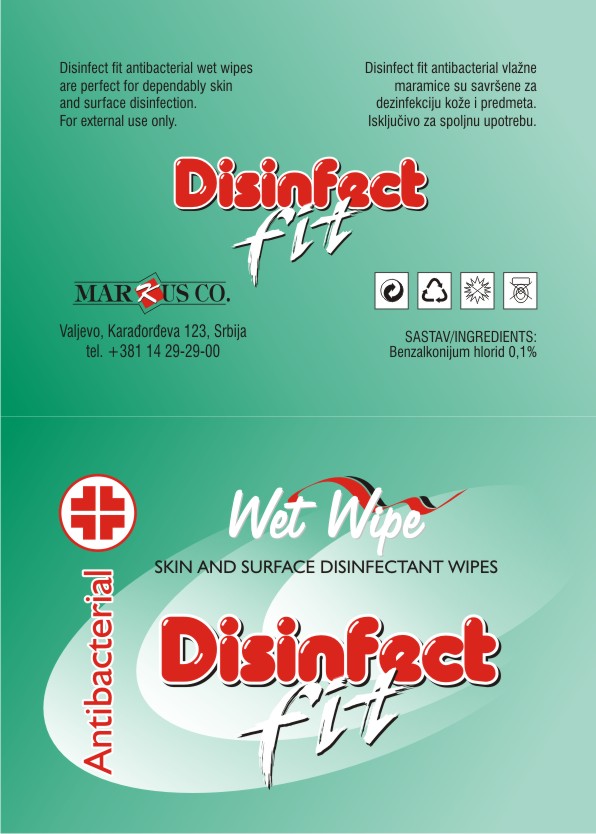 Disinfect fit antibacterial wet wipes
are perfect for dependably skin
and surface disinfection.
For external use only.
Disinfect fit antibacterial vlažne
maramice su savršene za
dezinfekciju kože i predmeta.
Isključivo za spoljnu upotrebu.
Disinfect
fit
MARKUS CO.
Valjevo, Karađorđeva 123, Srbija
tel. +381 14 29-29-00
SASTAV/INGREDIENTS:
Benzalkonijum hlorid 0,1%
Wet Wipe
SKIN AND SURFACE DISINFECTANT WIPES
Antibacterial
Disinfect
fit